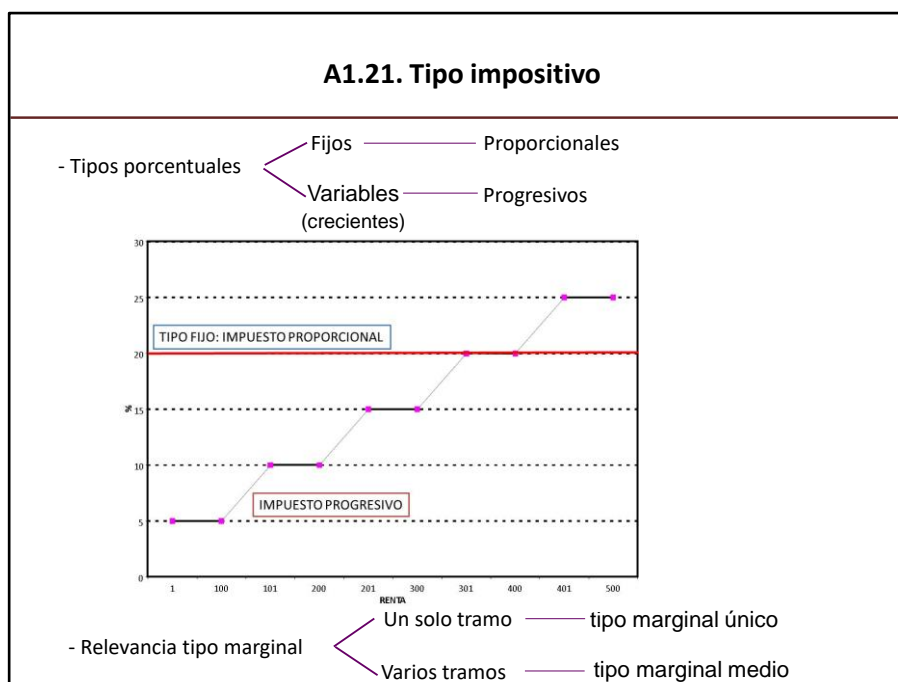 A1.21. Tipo impositivo
Fijos Proporcionales
- Tipos porcentuales
Variables Progresivos
(crecientes)
30
25
TIPO FIJO: IMPUESTO PROPORCIONAL
20
% 15
10
IMPUESTO PROGRESIVO
5
0
1 100 101 200 201 300 301 400 401 500
RENTA
Un solo tramo tipo marginal único
- Relevancia tipo marginal
Varios tramos tipo marginal medio